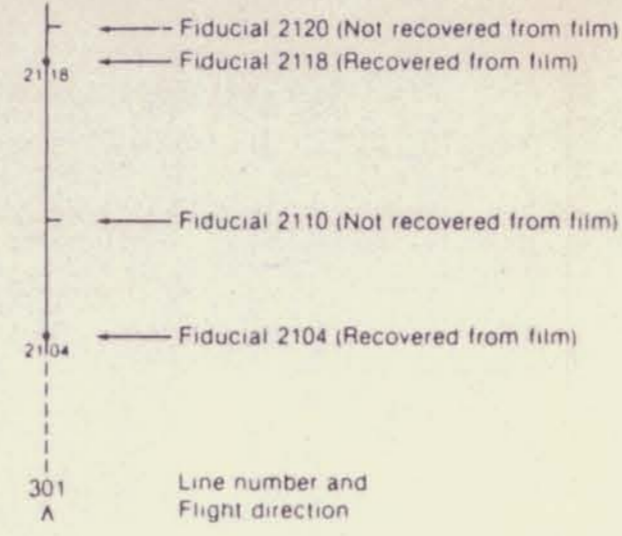 Fiducial 2120 (Not recovered from film)
2118 Fiducial 2118 (Recovered from film)
Fiducial 2110 (Not recovered from film)
2104 Fiducial 2104 (Recovered from film)
301 Line number and
Λ Flight direction